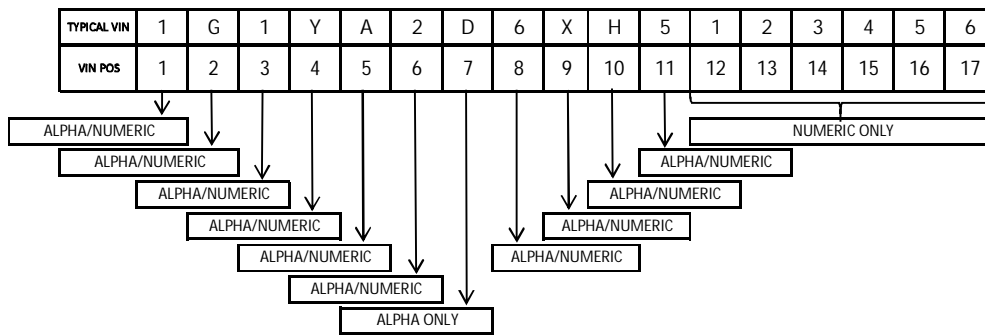 TYPICAL VIN 1 G 1 Y A 2 D 6 X H 5 1 2 3 4 5 6
VIN POS 1 2 3 4 5 6 7 8 9 10 11 12 13 14 15 16 17
ALPHA/NUMERIC NUMERIC ONLY
ALPHA/NUMERIC ALPHA/NUMERIC
ALPHA/NUMERIC ALPHA/NUMERIC
ALPHA/NUMERIC ALPHA/NUMERIC
ALPHA/NUMERIC ALPHA/NUMERIC
ALPHA/NUMERIC
ALPHA ONLY